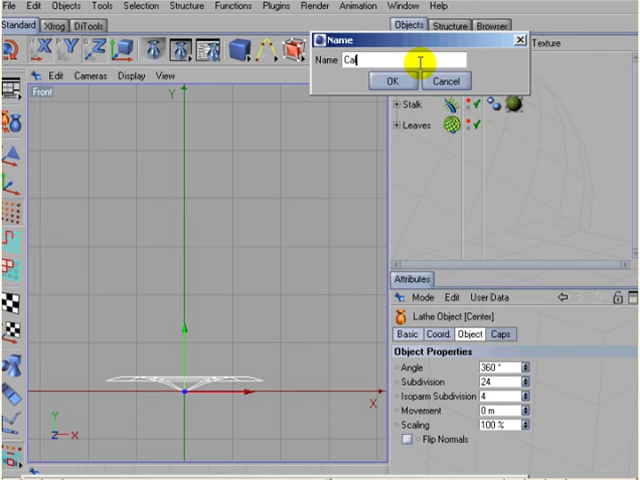 File Edit Objects Tools Selection Structure Functions Plugins Render Animation Window Help
Standard Xfrog DiTools
Objects Structure Browser
Name
Texture
Name Cal
OK Cancel
Edit Cameras Display View
Front
Y
X
Y
Z X
Stalk
Leaves
Attributes
Mode Edit User Data
Lathe Object [Center]
Basic Coord. Object Caps
Object Properties
Angle 360 °
Subdivision 24
Isoparm Subdivision 4
Movement 0 m
Scaling 100 %
Flip Normals